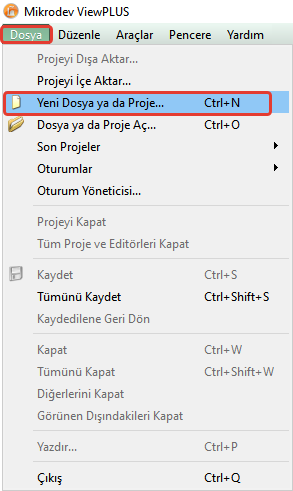 Mikrodev ViewPLUS
Dosya Düzenle Araçlar Pencere Yardım
Projeyi Dışa Aktar...
Projeyi İçe Aktar...
Yeni Dosya ya da Proje... Ctrl+N
Dosya ya da Proje Aç... Ctrl+O
Son Projeler
Oturumlar
Oturum Yöneticisi...
Projeyi Kapat
Tüm Proje ve Editörleri Kapat
Kaydet Ctrl+S
Tümünü Kaydet Ctrl+Shift+S
Kaydedilene Geri Dön
Kapat Ctrl+W
Tümünü Kapat Ctrl+Shift+W
Diğerlerini Kapat
Görünen Dışındakileri Kapat
Yazdır... Ctrl+P
Çıkış Ctrl+Q